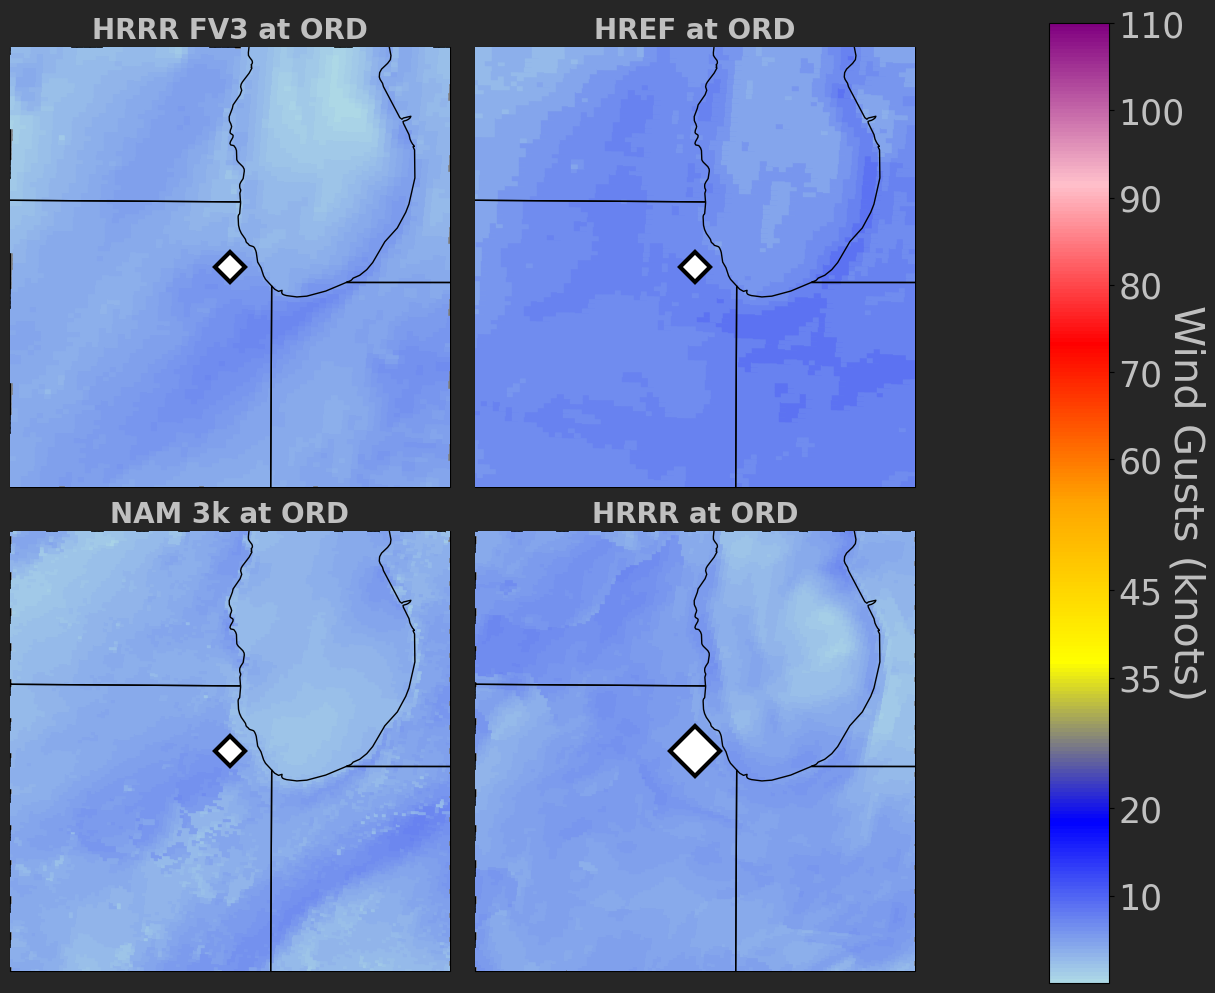 HRRR FV3 at ORD
HREF at ORD
NAM 3k at ORD
HRRR at ORD
110
100
90
80
70
60
45
35
20
10
Wind Gusts (knots)